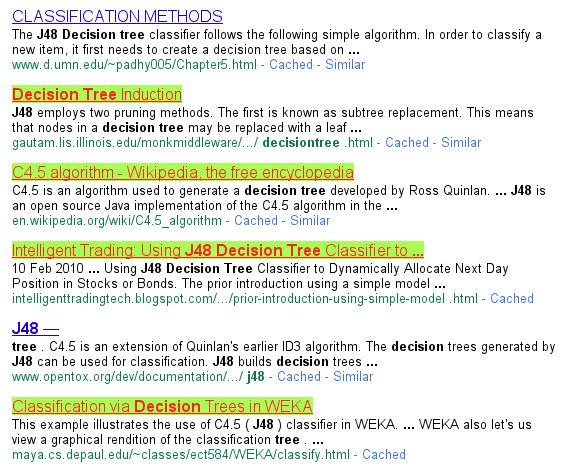 CLASSIFICATION METHODS
The J48 Decision tree classifier follows the following simple algorithm. In order to classify a
new item, it first needs to create a decision tree based on ...
www.d.umn.edu/~padhy005/Chapter5.html - Cached - Similar
Decision Tree Induction
J48 employs two pruning methods. The first is known as subtree replacement. This means
that nodes in a decision tree may be replaced with a leaf ...
gautam.lis.illinois.edu/monkmiddleware/.../ decisiontree .html - Cached - Similar
C4.5 algorithm - Wikipedia, the free encyclopedia
C4.5 is an algorithm used to generate a decision tree developed by Ross Quinlan. ... J48 is
an open source Java implementation of the C4.5 algorithm in the ...
en.wikipedia.org/wiki/C4.5_algorithm - Cached - Similar
Intelligent Trading: Using J48 Decision Tree Classifier to ...
10 Feb 2010 ... Using J48 Decision Tree Classifier to Dynamically Allocate Next Day
Position in Stocks or Bonds. The prior introduction using a simple model ...
intelligenttradingtech.blogspot.com/.../prior-introduction-using-simple-model .html - Cached
J48 —
tree . C4.5 is an extension of Quinlan's earlier ID3 algorithm. The decision trees generated by
J48 can be used for classification. J48 builds decision trees ...
www.opentox.org/dev/documentation/.../ j48 - Cached - Similar
Classification via Decision Trees in WEKA
This example illustrates the use of C4.5 ( J48 ) classifier in WEKA. ... WEKA also let's us
view a graphical rendition of the classification tree . ...
maya.cs.depaul.edu/~classes/ect584/WEKA/classify.html - Cached